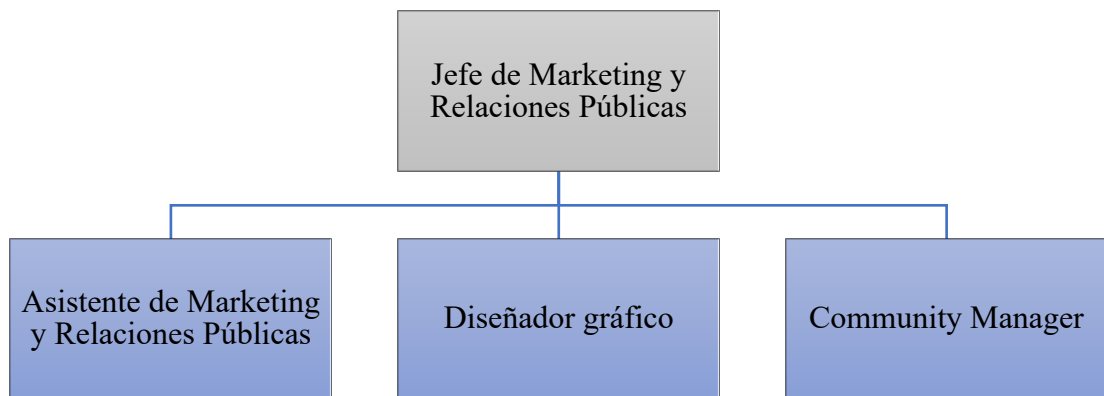 Jefe de Marketing y
Relaciones Públicas
Asistente de Marketing
y Relaciones Públicas
Diseñador gráfico
Community Manager